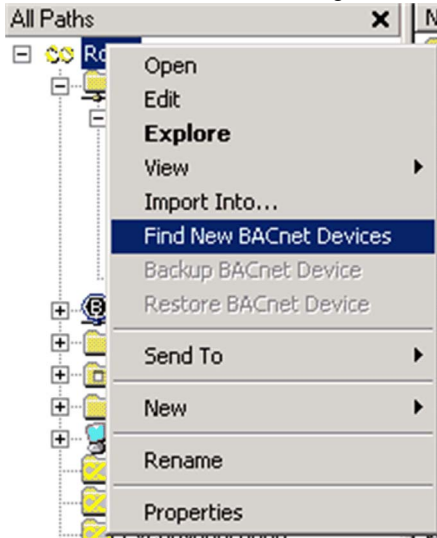 All Paths
Open
Edit
Explore
View
Import Into...
Find New BACnet Devices
Backup BACnet Device
Restore BACnet Device
Send To
New
Rename
Properties